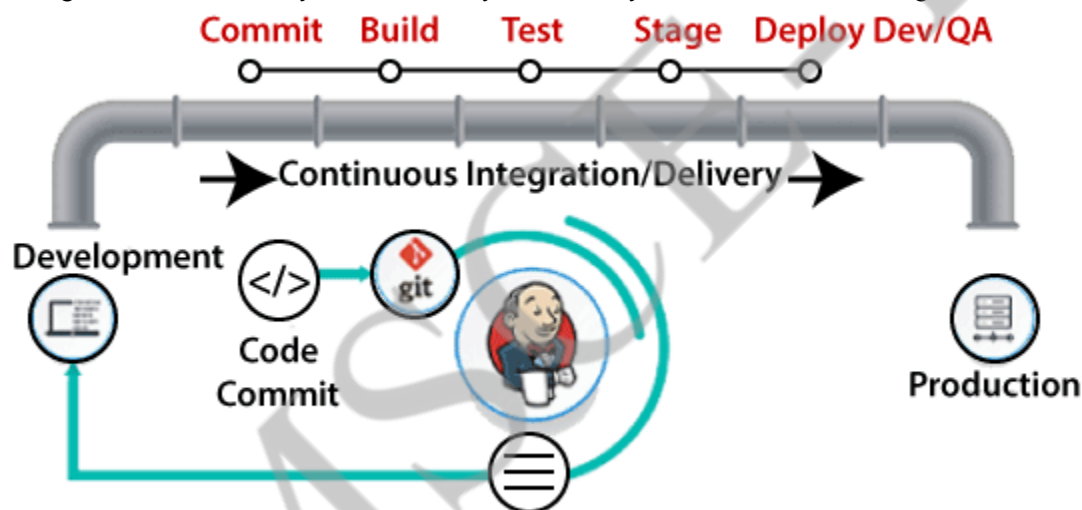 Commit Build Test Stage Deploy Dev/QA
Continuous Integration/Delivery
Development
</>
git
Code
Commit
Production